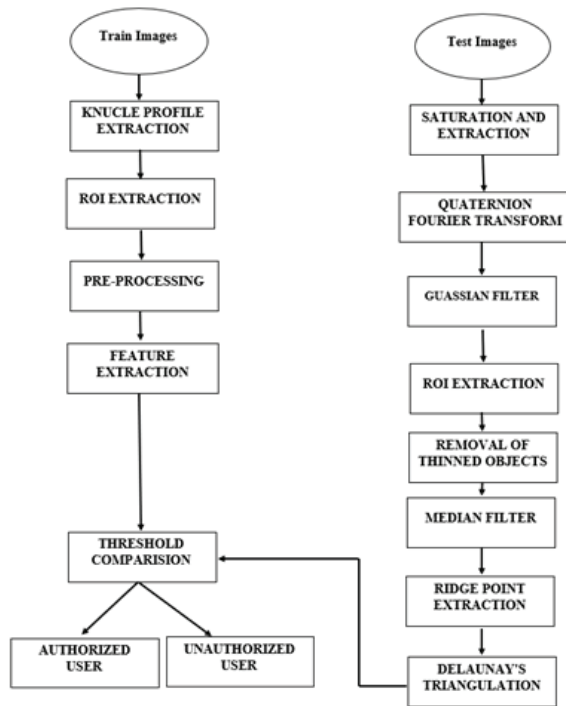 Train Images
KNUCLE PROFILE
EXTRACTION
ROI EXTRACTION
PRE-PROCESSING
FEATURE
EXTRACTION
THRESHOLD
COMPARISION
AUTHORIZED
USER
UNAUTHORIZED
USER
Test Images
SATURATION AND
EXTRACTION
QUATERNION
FOURIER TRANSFORM
GUASSIAN FILTER
ROI EXTRACTION
REMOVAL OF
THINNED OBJECTS
MEDIAN FILTER
RIDGE POINT
EXTRACTION
DELAUNAY'S
TRIANGULATION